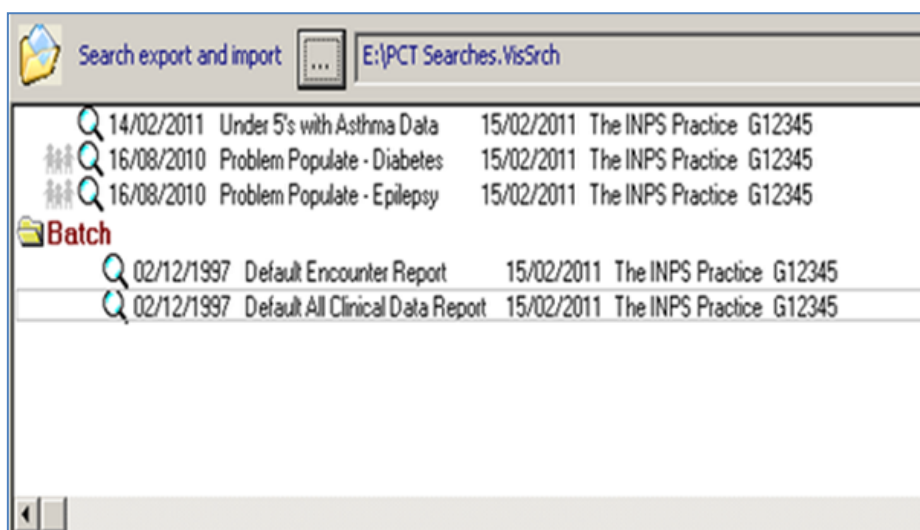 Search export and import ... E:\PCT Searches.VisSrch
14/02/2011 Under 5's with Asthma Data 15/02/2011 The INPS Practice G12345
16/08/2010 Problem Populate - Diabetes 15/02/2011 The INPS Practice G12345
16/08/2010 Problem Populate - Epilepsy 15/02/2011 The INPS Practice G12345
Batch
02/12/1997 Default Encounter Report 15/02/2011 The INPS Practice G12345
02/12/1997 Default All Clinical Data Report 15/02/2011 The INPS Practice G12345